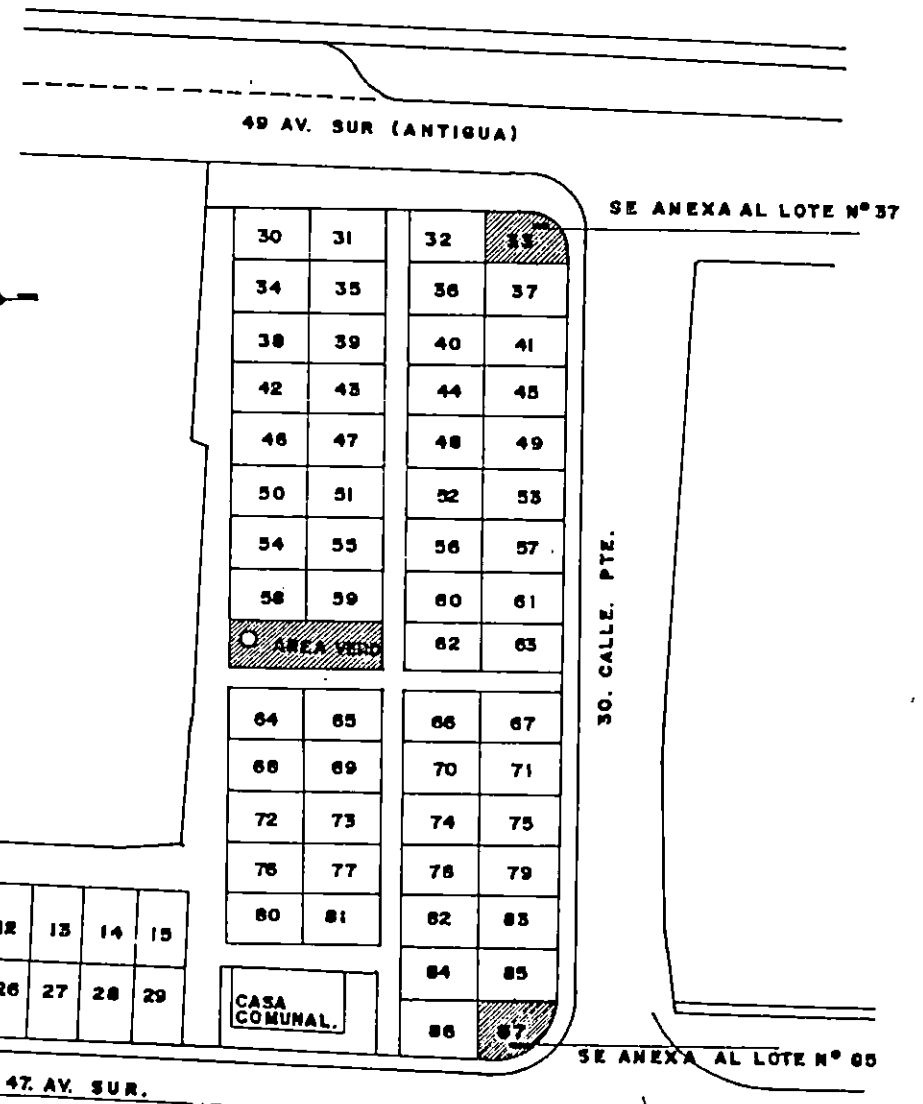 49 AV. SUR (ANTIGUA)
SE ANEXA AL LOTE Nº 37
30 31 32 33
34 35 36 37
38 39 40 41
42 43 44 45
46 47 48 49
50 51 52 53
54 55 56 57
58 59 60 61
AREA VERD 62 63
30. CALLE. PTE.
64 65 66 67
68 69 70 71
72 73 74 75
76 77 78 79
80 81 82 83
12 13 14 15
84 85
26 27 28 29
CASA
COMUNAL.
86 87
SE ANEXA AL LOTE Nº 85
47. AV. SUR.